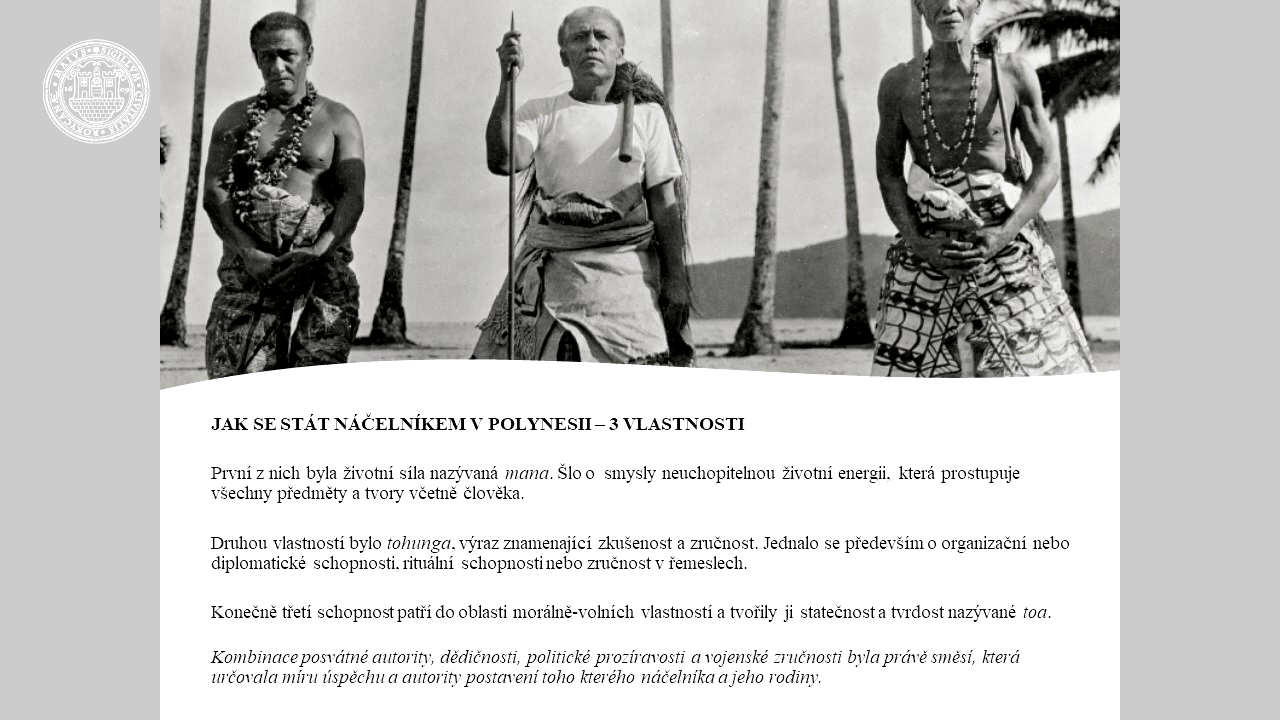 JAK SE STÁT NÁČELNÍKEM V POLYNESII – 3 VLASTNOSTI
První z nich byla životní síla nazývaná mana. Šlo o smysly neuchopitelnou životní energii, která prostupuje
všechny předměty a tvory včetně člověka.
Druhou vlastností bylo tohunga, výraz znamenající zkušenost a zručnost. Jednalo se především o organizační nebo
diplomatické schopnosti, rituální schopnosti nebo zručnost v řemeslech.
Konečně třetí schopnost patří do oblasti morálně-volních vlastností a tvořily ji statečnost a tvrdost nazývané toa.
Kombinace posvátné autority, dědičnosti, politické prozíravosti a vojenské zručnosti byla právě směsí, která
určovala míru úspěchu a autority postavení toho kterého náčelníka a jeho rodiny.